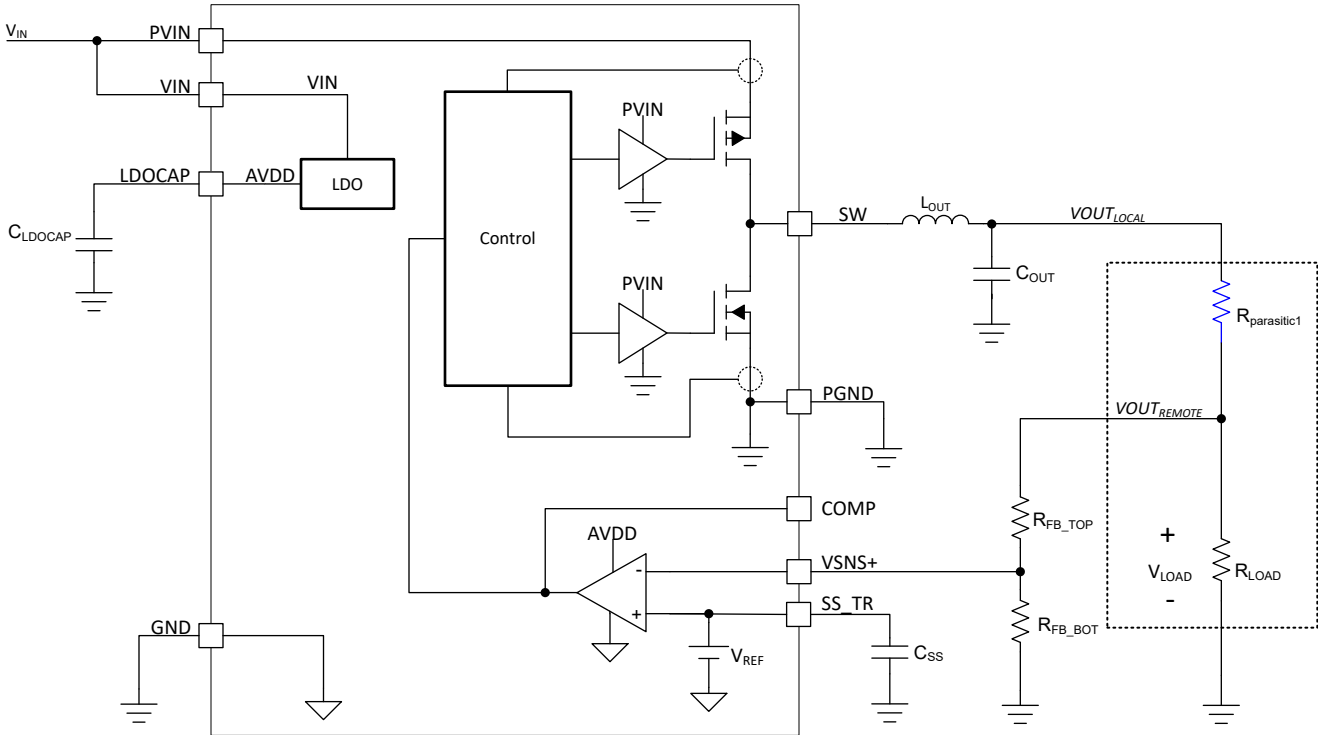 VIN
PVIN
VIN
VIN
LDOCAP
AVDD
LDO
CLDOCAP
Control
PVIN
PVIN
SW
LOUT
VOUTLOCAL
COUT
Rparasitic1
PGND
VOUTREMOTE
COMP
RFB_TOP
AVDD
-
VSNS+
+
VLOAD
-
RLOAD
SS_TR
+
RFB_BOT
GND
VREF
CSS